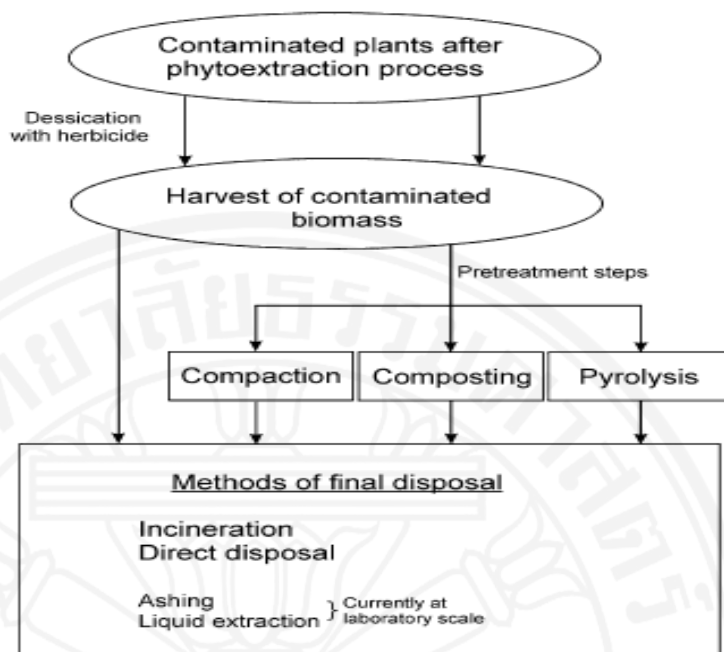 Contaminated plants after
phytoextraction process
Dessication
with herbicide
Harvest of contaminated
biomass
Pretreatment steps
Compaction
Composting
Pyrolysis
Methods of final disposal
Incineration
Direct disposal
Ashing
Liquid extraction
} Currently at
laboratory scale